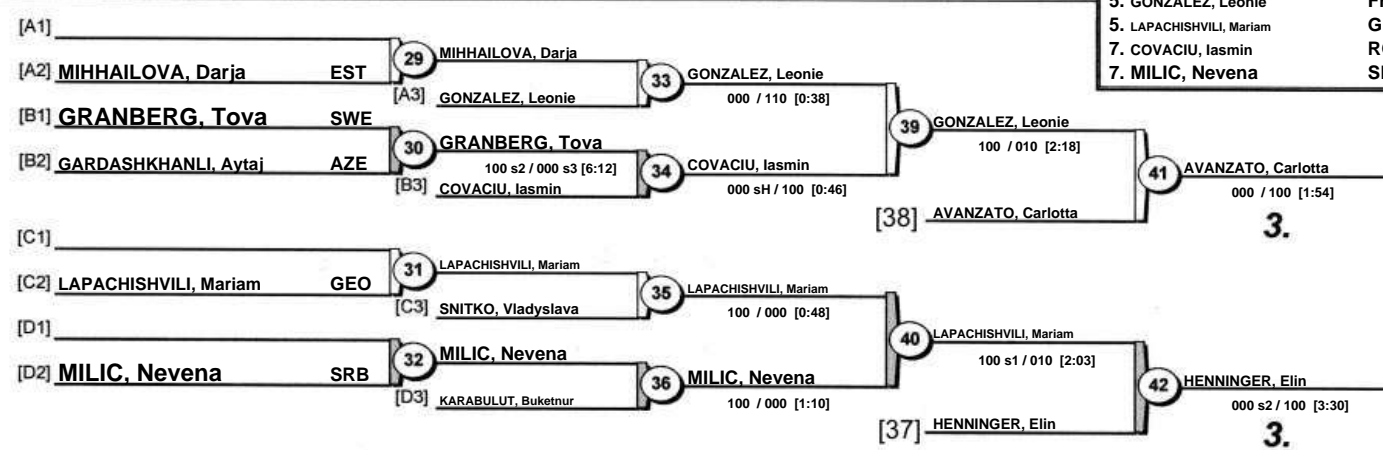 5. GONZALEZ, Leonie
5. LAPACHISHVILI, Mariam
7. COVACIU, Iasmin
7. MILIC, Nevena
[A1]
[A2] MIHHAILOVA, Darja EST
29
MIHHAILOVA, Darja
[A3] GONZALEZ, Leonie
33
GONZALEZ, Leonie
000 / 110 [0:38]
[B1] GRANBERG, Tova SWE
[B2] GARDASHKHANLI, Aytaj AZE
30
GRANBERG, Tova
100 s2 / 000 s3 [6:12]
[B3] COVACIU, Iasmin
34
COVACIU, Iasmin
000 sH / 100 [0:46]
39
GONZALEZ, Leonie
100 / 010 [2:18]
[38] AVANZATO, Carlotta
41
AVANZATO, Carlotta
000 / 100 [1:54]
3.
[C1]
[C2] LAPACHISHVILI, Mariam GEO
31
LAPACHISHVILI, Mariam
[C3] SNITKO, Vladyslava
35
LAPACHISHVILI, Mariam
100 / 000 [0:48]
[D1]
[D2] MILIC, Nevena SRB
32
MILIC, Nevena
[D3] KARABULUT, Buketnur
36
MILIC, Nevena
100 / 000 [1:10]
40
LAPACHISHVILI, Mariam
100 s1 / 010 [2:03]
[37] HENNINGER, Elin
42
HENNINGER, Elin
000 s2 / 100 [3:30]
3.